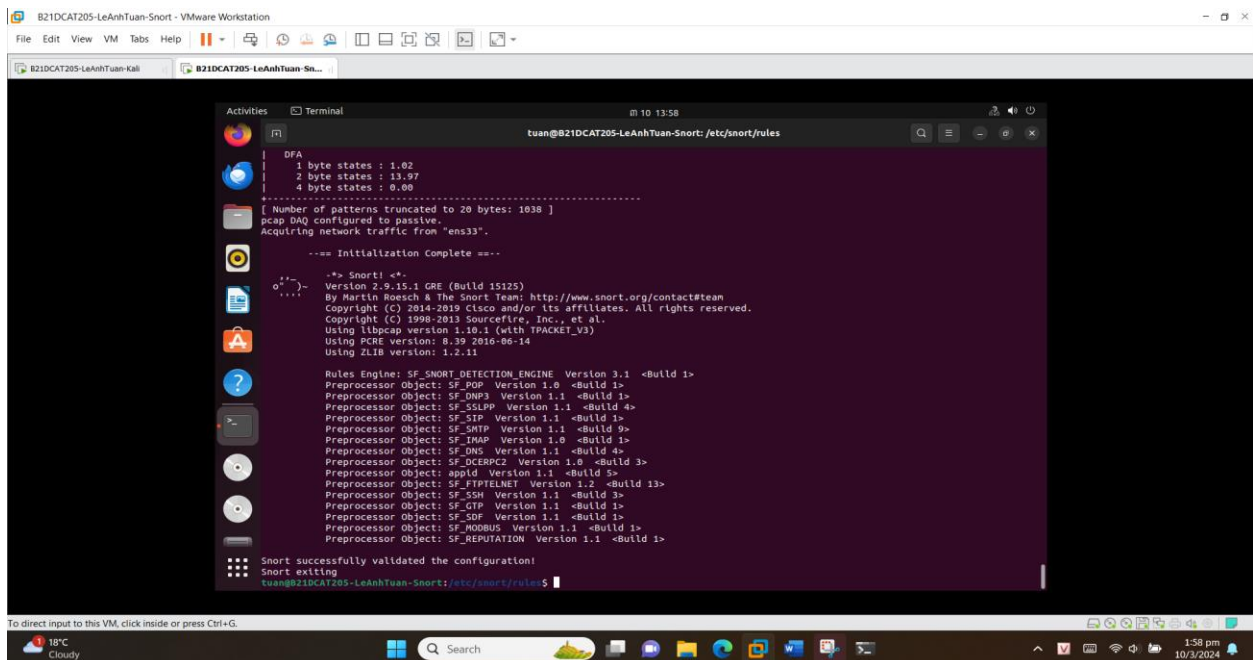 B21DCAT205-LeAnhTuan-Snort - VMware Workstation
File Edit View VM Tabs Help
B21DCAT205-LeAnhTuan-Kali B21DCAT205-LeAnhTuan-Sn...
Activities Terminal 10 13:58
tuan@B21DCAT205-LeAnhTuan-Snort: /etc/snort/rules
| DFA
| 1 byte states : 1.02
| 2 byte states : 13.97
| 4 byte states : 0.00
+----------------------------------------------------------------
[ Number of patterns truncated to 20 bytes: 1038 ]
pcap DAQ configured to passive.
Acquiring network traffic from "ens33".
--== Initialization Complete ==--
,,_ -*> Snort! <*-
o" )~ Version 2.9.15.1 GRE (Build 15125)
'''' By Martin Roesch & The Snort Team: http://www.snort.org/contact#team
Copyright (C) 2014-2019 Cisco and/or its affiliates. All rights reserved.
Copyright (C) 1998-2013 Sourcefire, Inc., et al.
Using libpcap version 1.10.1 (with TPACKET_V3)
Using PCRE version: 8.39 2016-06-14
Using ZLIB version: 1.2.11
Rules Engine: SF_SNORT_DETECTION_ENGINE Version 3.1 <Build 1>
Preprocessor Object: SF_POP Version 1.0 <Build 1>
Preprocessor Object: SF_DNP3 Version 1.1 <Build 1>
Preprocessor Object: SF_SSLPP Version 1.1 <Build 4>
Preprocessor Object: SF_SIP Version 1.1 <Build 1>
Preprocessor Object: SF_SMTP Version 1.1 <Build 9>
Preprocessor Object: SF_IMAP Version 1.0 <Build 1>
Preprocessor Object: SF_DNS Version 1.1 <Build 4>
Preprocessor Object: SF_DCERPC2 Version 1.0 <Build 3>
Preprocessor Object: appid Version 1.1 <Build 5>
Preprocessor Object: SF_FTPTELNET Version 1.2 <Build 13>
Preprocessor Object: SF_SSH Version 1.1 <Build 3>
Preprocessor Object: SF_GTP Version 1.1 <Build 1>
Preprocessor Object: SF_SDF Version 1.1 <Build 1>
Preprocessor Object: SF_MODBUS Version 1.1 <Build 1>
Preprocessor Object: SF_REPUTATION Version 1.1 <Build 1>
Snort successfully validated the configuration!
Snort exiting
tuan@B21DCAT205-LeAnhTuan-Snort:/etc/snort/rules$
To direct input to this VM, click inside or press Ctrl+G.
1 18°C
Cloudy
Search
1:58 pm
10/3/2024